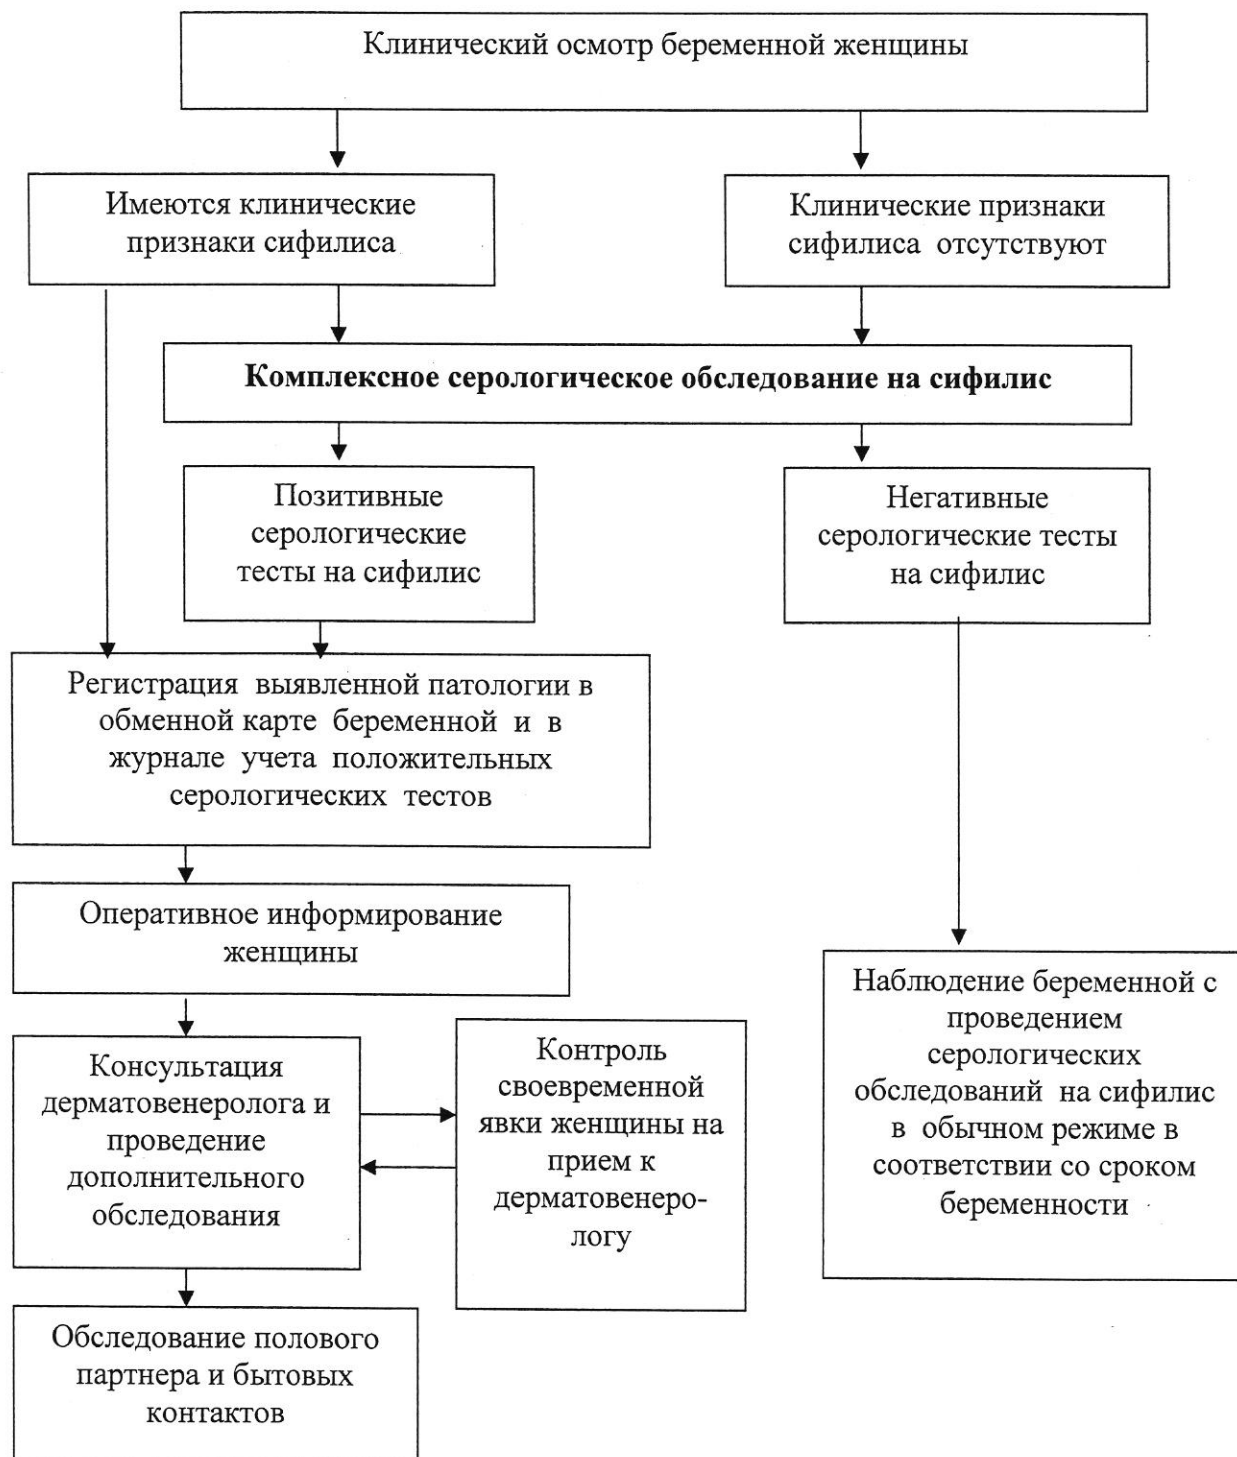 Клинический осмотр беременной женщины
Имеются клинические
признаки сифилиса
Клинические признаки
сифилиса отсутствуют
Комплексное серологическое обследование на сифилис
Позитивные
серологические
тесты на сифилис
Негативные
серологические тесты
на сифилис
Регистрация выявленной патологии в
обменной карте беременной и в
журнале учета положительных
серологических тестов
Оперативное информирование
женщины
Консультация
дерматовенеролога и
проведение
дополнительного
обследования
Контроль
своевременной
явки женщины на
прием к
дерматовенеро-
логу
Наблюдение беременной с
проведением
серологических
обследований на сифилис
в обычном режиме в
соответствии со сроком
беременности
Обследование полового
партнера и бытовых
контактов